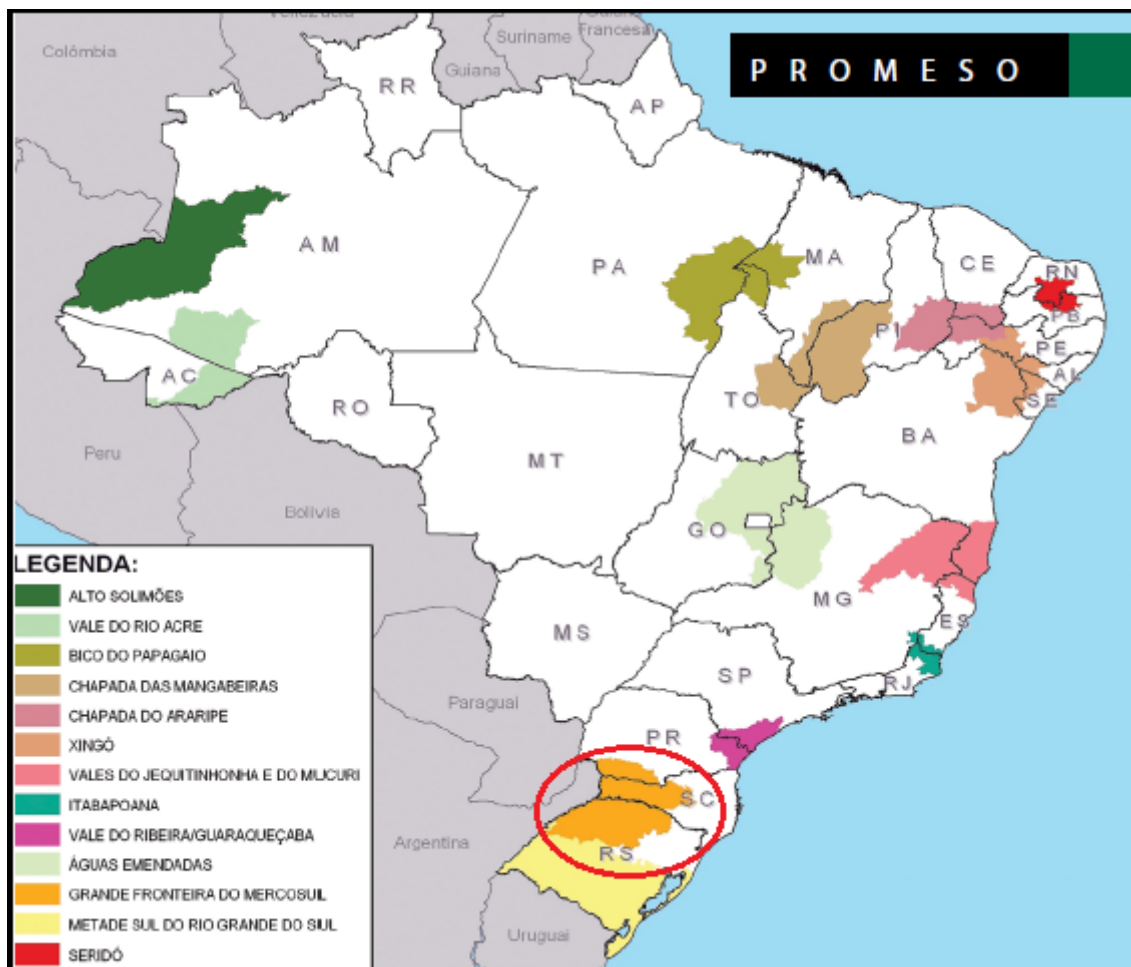 Venezuela
Guiana
Francesa
Suriname
Colômbia
Guiana
P R O M E S O
RR
AP
AM
PA
MA
CE
RN
PB
PI
PE
AL
SE
AC
TO
RO
BA
Peru
MT
Bolívia
GO
MG
ES
MS
SP
RJ
Paraguai
PR
SC
Argentina
RS
Uruguai
LEGENDA:
ALTO SOLIMÕES
VALE DO RIO ACRE
BICO DO PAPAGAIO
CHAPADA DAS MANGABEIRAS
CHAPADA DO ARARIPE
XINGÓ
VALES DO JEQUITINHONHA E DO MUCURI
ITABAPOANA
VALE DO RIBEIRA/GUARAQUEÇABA
ÁGUAS EMENDADAS
GRANDE FRONTEIRA DO MERCOSUL
METADE SUL DO RIO GRANDE DO SUL
SERIDÓ